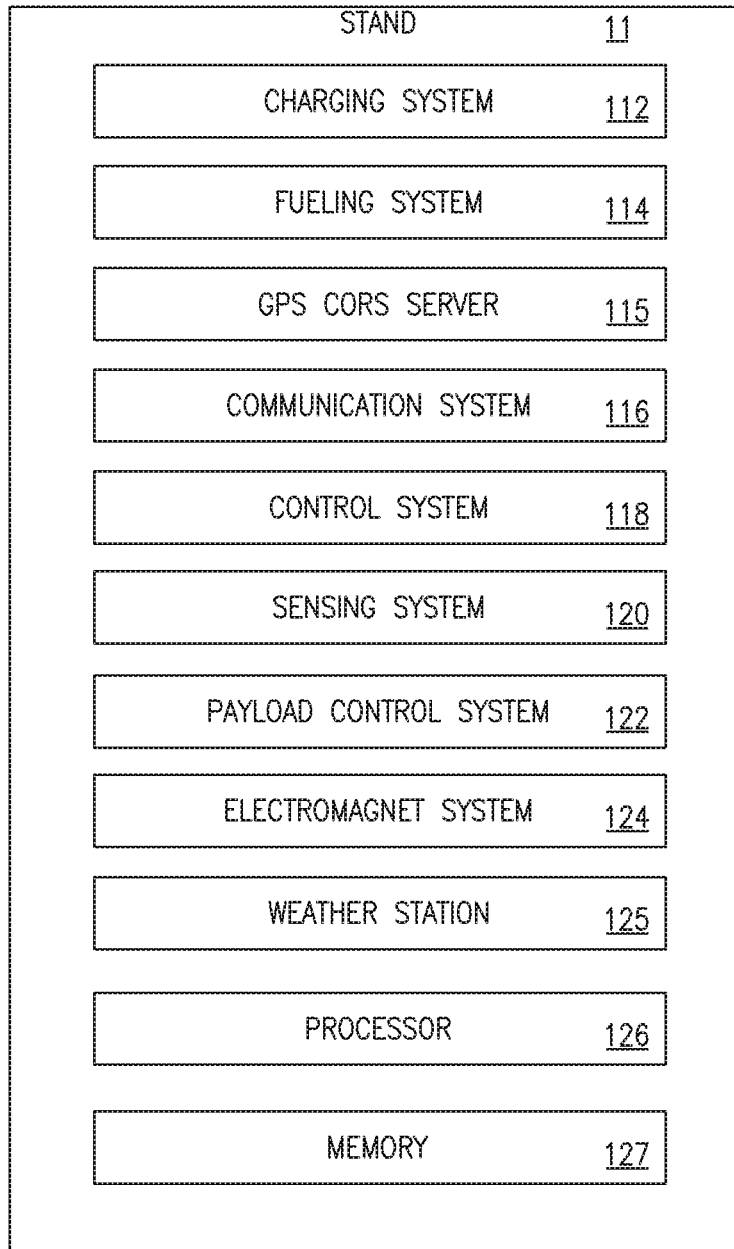 STAND 11
CHARGING SYSTEM 112
FUELING SYSTEM 114
GPS CORS SERVER 115
COMMUNICATION SYSTEM 116
CONTROL SYSTEM 118
SENSING SYSTEM 120
PAYLOAD CONTROL SYSTEM 122
ELECTROMAGNET SYSTEM 124
WEATHER STATION 125
PROCESSOR 126
MEMORY 127